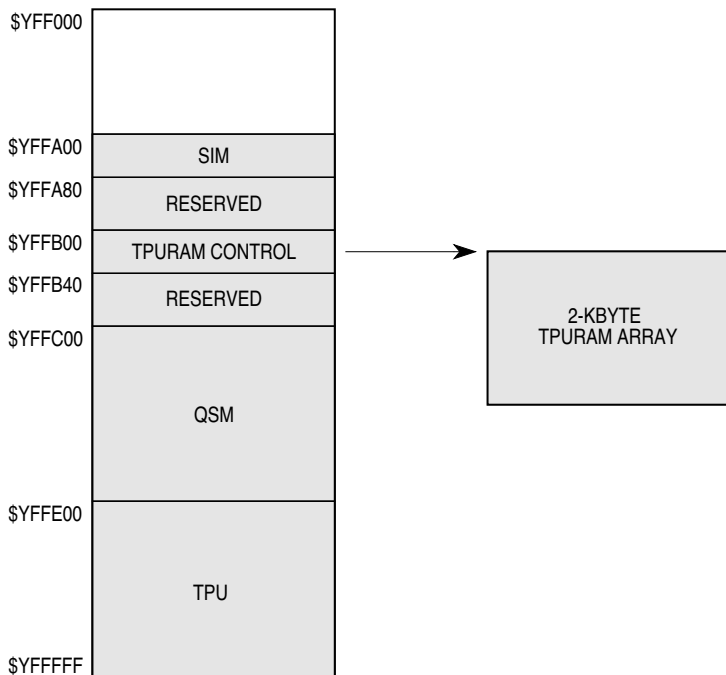 $YFF000
$YFFA00
SIM
$YFFA80
RESERVED
$YFFB00
TPURAM CONTROL
$YFFB40
RESERVED
2-KBYTE
TPURAM ARRAY
$YFFC00
QSM
$YFFE00
TPU
$YFFFFF